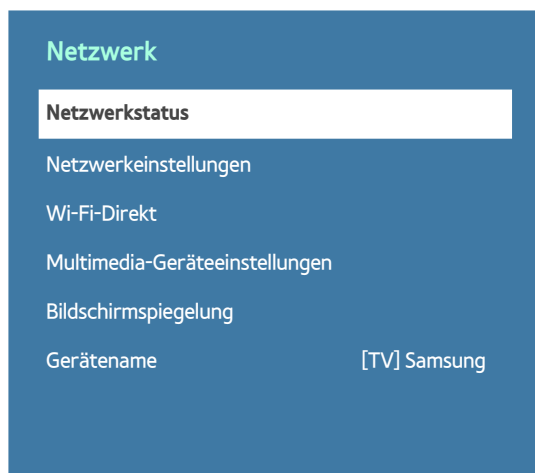 Netzwerk
Netzwerkstatus
Netzwerkeinstellungen
Wi-Fi-Direkt
Multimedia-Geräteeinstellungen
Bildschirmspiegelung
Gerätename [TV] Samsung